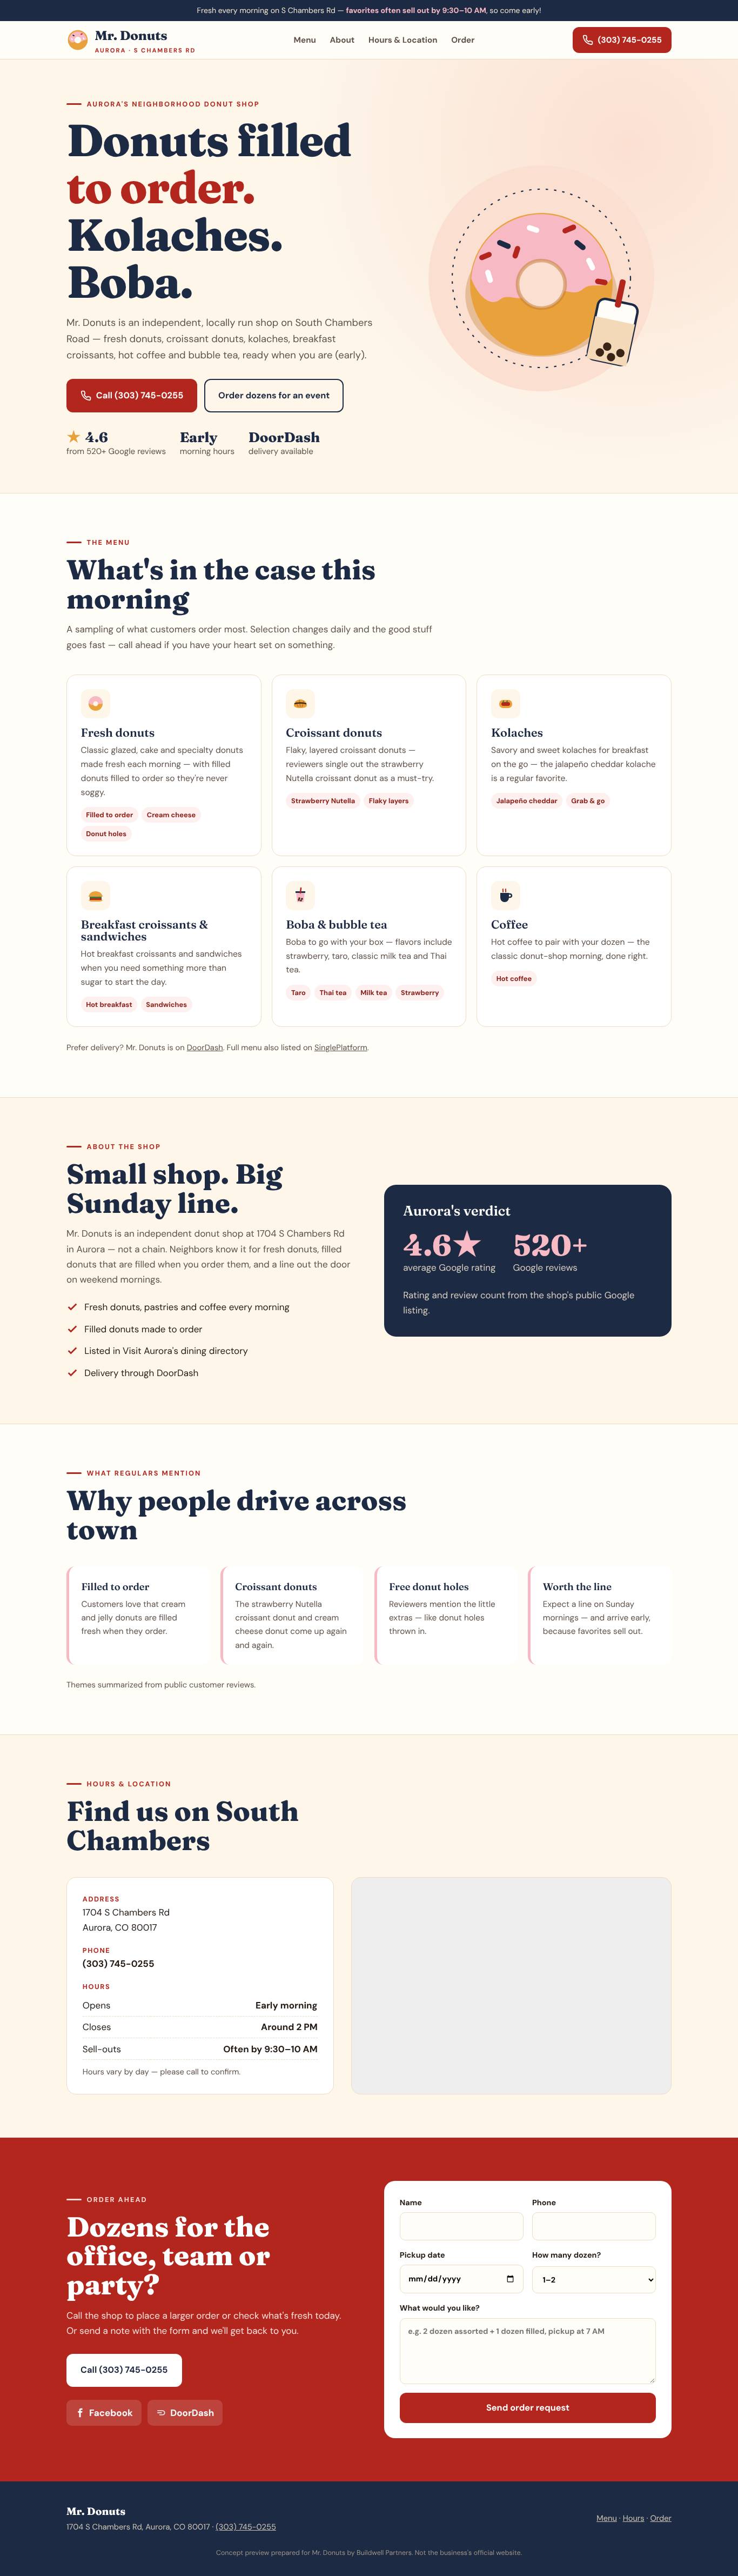 Fresh every morning on S Chambers Rd — favorites often sell out by 9:30–10 AM, so come early!
Mr. Donuts
AURORA · S CHAMBERS RD
Menu
About
Hours & Location
Order
(303) 745-0255
AURORA'S NEIGHBORHOOD DONUT SHOP
Donuts filled
to order.
Kolaches.
Boba.
Mr. Donuts is an independent, locally run shop on South Chambers
Road — fresh donuts, croissant donuts, kolaches, breakfast
croissants, hot coffee and bubble tea, ready when you are (early).
Call (303) 745-0255
Order dozens for an event
★ 4.6
from 520+ Google reviews
Early
morning hours
DoorDash
delivery available
THE MENU
What's in the case this
morning
A sampling of what customers order most. Selection changes daily and the good stuff
goes fast — call ahead if you have your heart set on something.
Fresh donuts
Classic glazed, cake and specialty donuts
made fresh each morning — with filled
donuts filled to order so they're never
soggy.
Filled to order
Cream cheese
Donut holes
Croissant donuts
Flaky, layered croissant donuts —
reviewers single out the strawberry
Nutella croissant donut as a must-try.
Strawberry Nutella
Flaky layers
Kolaches
Savory and sweet kolaches for breakfast
on the go — the jalapeño cheddar kolache
is a regular favorite.
Jalapeño cheddar
Grab & go
Breakfast croissants &
sandwiches
Hot breakfast croissants and sandwiches
when you need something more than
sugar to start the day.
Hot breakfast
Sandwiches
Boba & bubble tea
Boba to go with your box — flavors include
strawberry, taro, classic milk tea and Thai
tea.
Taro
Thai tea
Milk tea
Strawberry
Coffee
Hot coffee to pair with your dozen — the
classic donut-shop morning, done right.
Hot coffee
Prefer delivery? Mr. Donuts is on DoorDash. Full menu also listed on SinglePlatform.
ABOUT THE SHOP
Small shop. Big
Sunday line.
Mr. Donuts is an independent donut shop at 1704 S Chambers Rd
in Aurora — not a chain. Neighbors know it for fresh donuts, filled
donuts that are filled when you order them, and a line out the door
on weekend mornings.
Fresh donuts, pastries and coffee every morning
Filled donuts made to order
Listed in Visit Aurora's dining directory
Delivery through DoorDash
Aurora's verdict
4.6★
average Google rating
520+
Google reviews
Rating and review count from the shop's public Google
listing.
WHAT REGULARS MENTION
Why people drive across
town
Filled to order
Customers love that cream
and jelly donuts are filled
fresh when they order.
Croissant donuts
The strawberry Nutella
croissant donut and cream
cheese donut come up again
and again.
Free donut holes
Reviewers mention the little
extras — like donut holes
thrown in.
Worth the line
Expect a line on Sunday
mornings — and arrive early,
because favorites sell out.
Themes summarized from public customer reviews.
HOURS & LOCATION
Find us on South
Chambers
ADDRESS
1704 S Chambers Rd
Aurora, CO 80017
PHONE
(303) 745-0255
HOURS
Opens Early morning
Closes Around 2 PM
Sell-outs Often by 9:30–10 AM
Hours vary by day — please call to confirm.
ORDER AHEAD
Dozens for the
office, team or
party?
Call the shop to place a larger order or check what's fresh today.
Or send a note with the form and we'll get back to you.
Call (303) 745-0255
Facebook
DoorDash
Name
Phone
Pickup date
How many dozen?
mm/dd/yyyy
1–2
What would you like?
e.g. 2 dozen assorted + 1 dozen filled, pickup at 7 AM
Send order request
Mr. Donuts
1704 S Chambers Rd, Aurora, CO 80017 · (303) 745-0255
Menu · Hours · Order
Concept preview prepared for Mr. Donuts by Buildwell Partners. Not the business's official website.